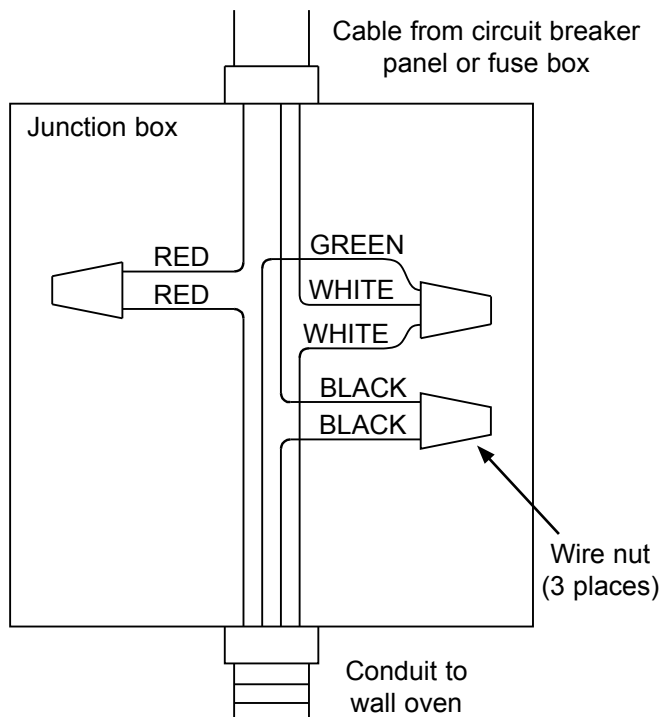 Cable from circuit breaker
panel or fuse box
Junction box
RED
RED
GREEN
WHITE
WHITE
BLACK
BLACK
Wire nut
(3 places)
Conduit to
wall oven